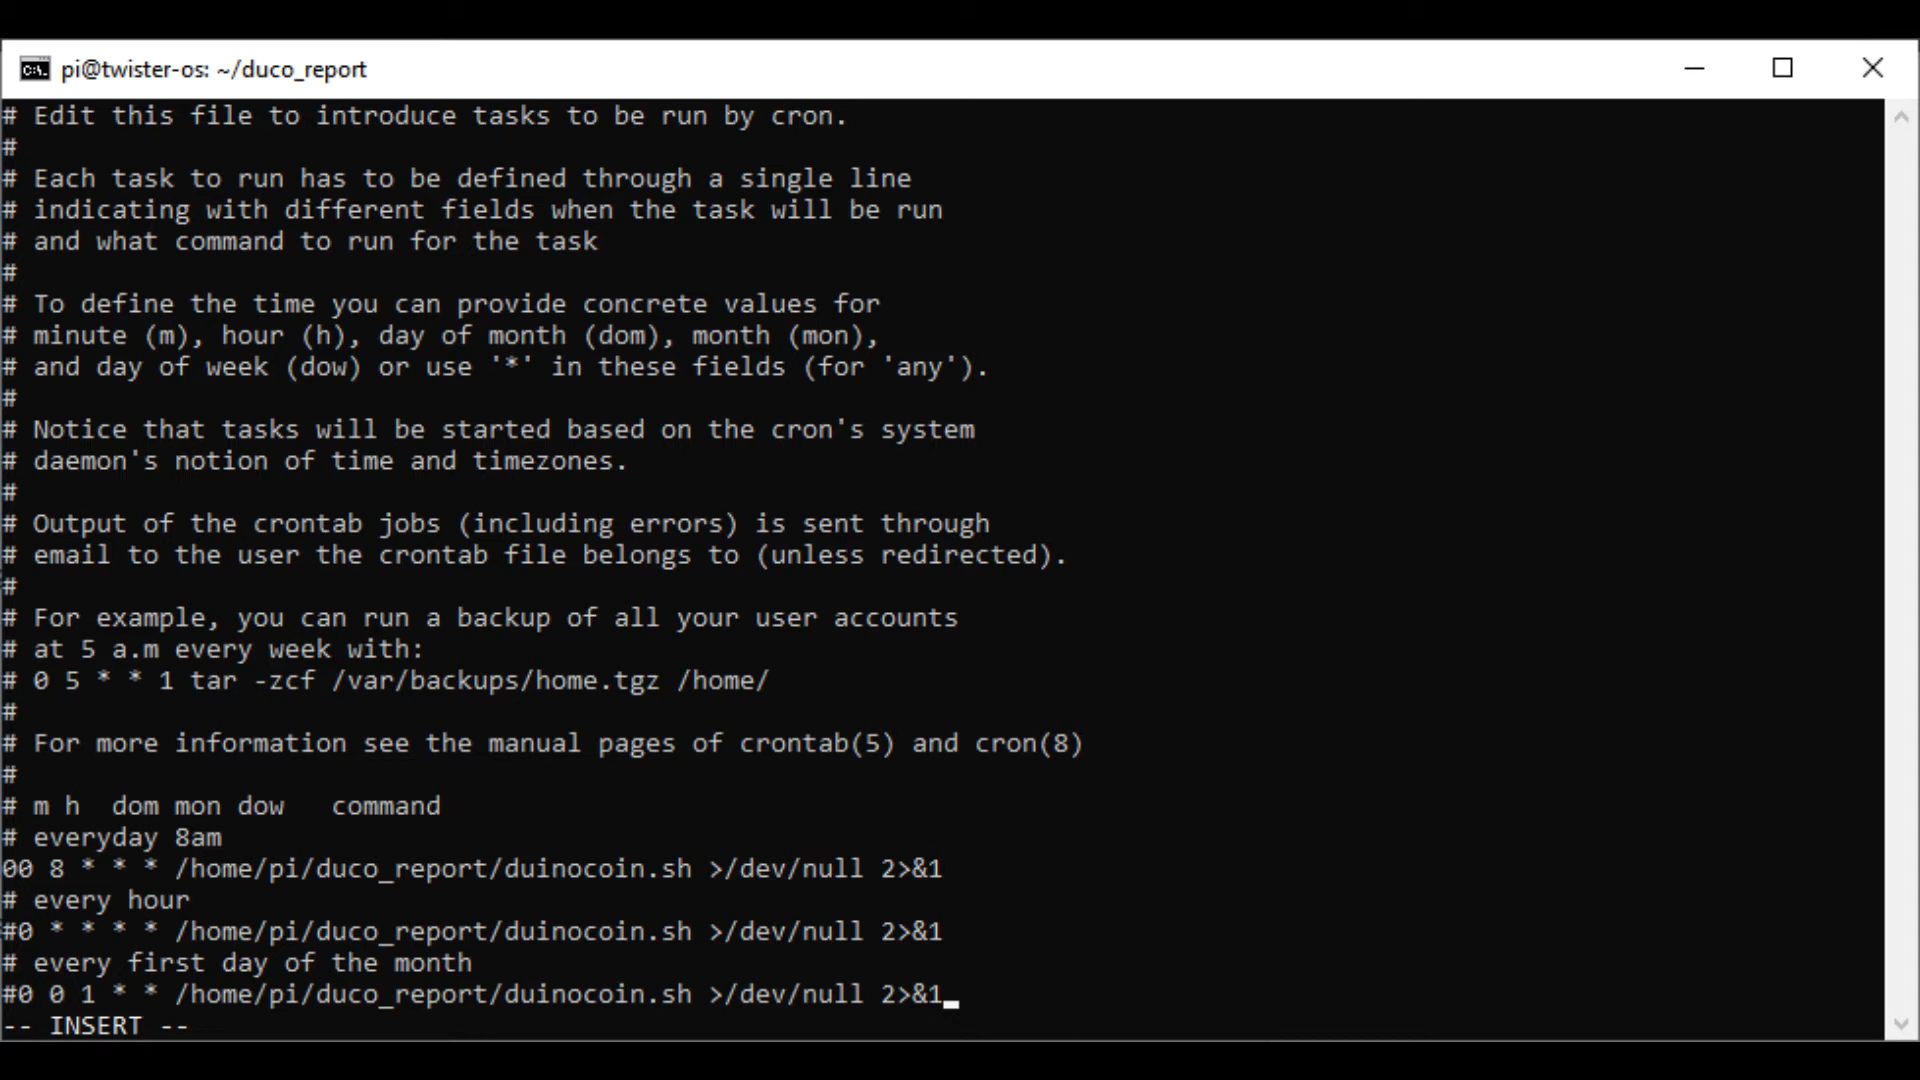 pi@twister-os: ~/duco_report
# Edit this file to introduce tasks to be run by cron.
#
# Each task to run has to be defined through a single line
# indicating with different fields when the task will be run
# and what command to run for the task
#
# To define the time you can provide concrete values for
# minute (m), hour (h), day of month (dom), month (mon),
# and day of week (dow) or use '*' in these fields (for 'any').
#
# Notice that tasks will be started based on the cron's system
# daemon's notion of time and timezones.
#
# Output of the crontab jobs (including errors) is sent through
# email to the user the crontab file belongs to (unless redirected).
#
# For example, you can run a backup of all your user accounts
# at 5 a.m every week with:
# 0 5 * * 1 tar -zcf /var/backups/home.tgz /home/
#
# For more information see the manual pages of crontab(5) and cron(8)
#
# m h  dom mon dow   command
# everyday 8am
00 8 * * * /home/pi/duco_report/duinocoin.sh >/dev/null 2>&1
# every hour
#0 * * * * /home/pi/duco_report/duinocoin.sh >/dev/null 2>&1
# every first day of the month
#0 0 1 * * /home/pi/duco_report/duinocoin.sh >/dev/null 2>&1
-- INSERT --